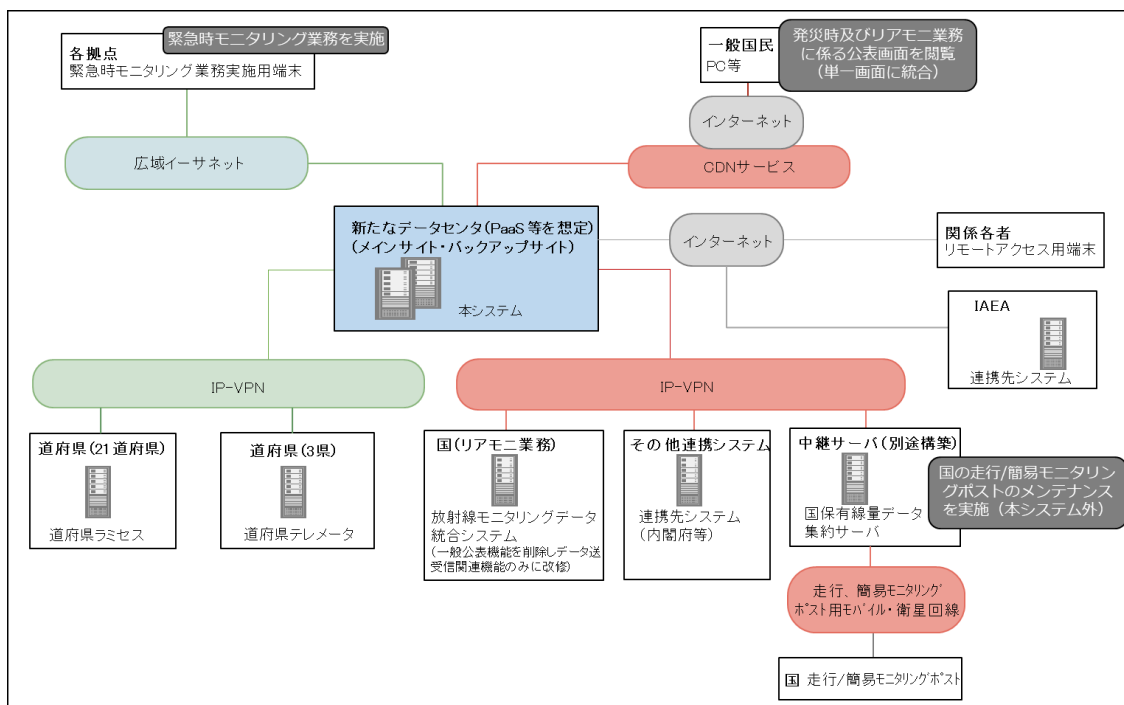 緊急時モニタリング業務を実施
各拠点
緊急時モニタリング業務実施用端末
一般国民
PC等
発災時及びリアモニ業務
に係る公表画面を閲覧
(単一画面に統合)
インターネット
広域イーサネット
CDNサービス
新たなデータセンタ(PaaS等を想定)
(メインサイト・バックアップサイト)
本システム
インターネット
関係各者
リモートアクセス用端末
IAEA
連携先システム
IP-VPN
IP-VPN
道府県(21道府県)
道府県ラミセス
道府県(3県)
道府県テレメータ
国(リアモニ業務)
放射線モニタリングデータ
統合システム
(一般公表機能を削除しデータ送
受信関連機能のみに改修)
その他連携システム
連携先システム
(内閣府等)
中継サーバ(別途構築)
国保有線量データ
集約サーバ
国の走行/簡易モニタリン
グポストのメンテナンス
を実施(本システム外)
走行、簡易モニタリング
ポスト用モバイル・衛星回線
国 走行/簡易モニタリングポスト